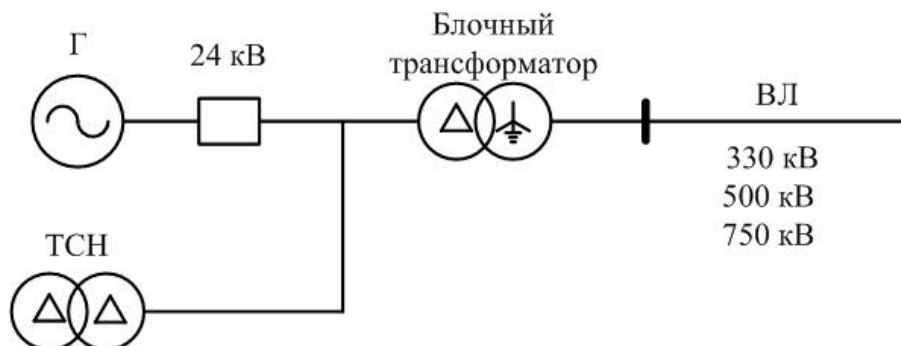 Г
24 кВ
Блочный
трансформатор
ВЛ
330 кВ
500 кВ
750 кВ
ТСН